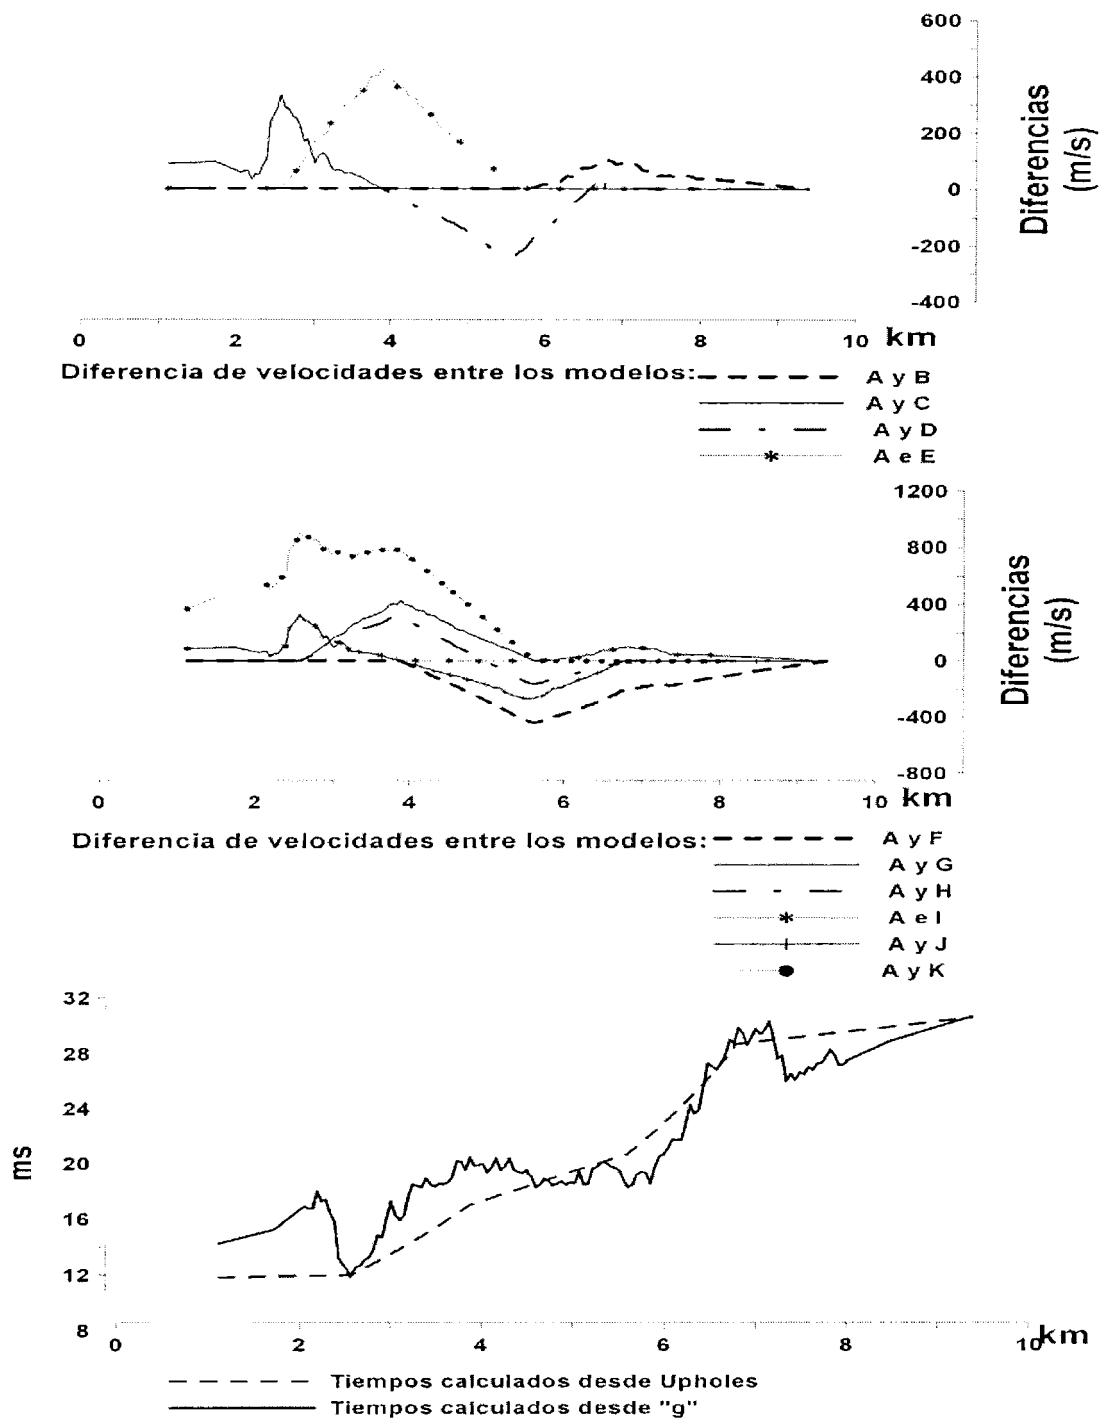 600
400
200
0
-200
-400
Diferencias
(m/s)
0 2 4 6 8 10 km
Diferencia de velocidades entre los modelos:
A y B
A y C
A y D
A e E
1200
800
400
0
-400
-800
Diferencias
(m/s)
0 2 4 6 8 10 km
Diferencia de velocidades entre los modelos:
A y F
A y G
A y H
A e I
A y J
A y K
32
28
24
20
16
12
8
ms
0 2 4 6 8 10 km
Tiempos calculados desde Upholes
Tiempos calculados desde "g"